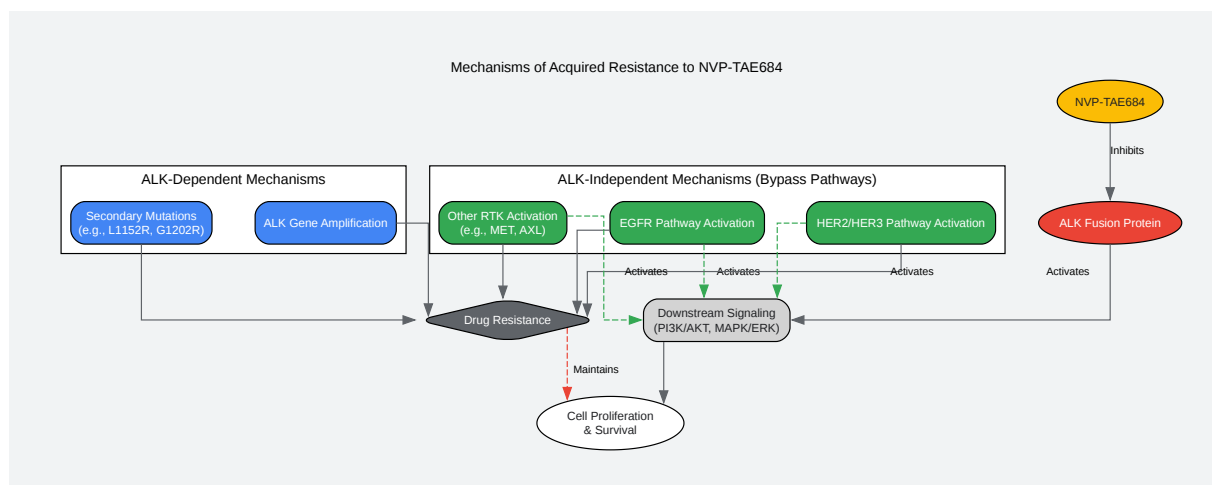 Mechanisms of Acquired Resistance to NVP-TAE684
NVP-TAE684
Inhibits
ALK-Dependent Mechanisms
ALK-Independent Mechanisms (Bypass Pathways)
Secondary Mutations
(e.g., L1152R, G1202R)
ALK Gene Amplification
Other RTK Activation
(e.g., MET, AXL)
EGFR Pathway Activation
HER2/HER3 Pathway Activation
ALK Fusion Protein
Activates
Activates
Activates
Activates
Drug Resistance
Downstream Signaling
(PI3K/AKT, MAPK/ERK)
Maintains
Cell Proliferation
& Survival